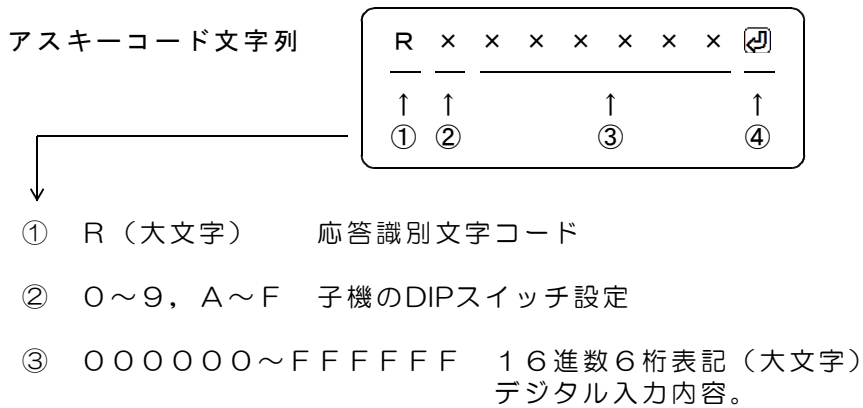 アスキーコード文字列 R × × × × × × × ⏎
↑ ↑ ↑ ↑
① ② ③ ④
① R（大文字） 応答識別文字コード
② ０～９，Ａ～Ｆ 子機のDIPスイッチ設定
③ ００００００～ＦＦＦＦＦＦ １６進数６桁表記（大文字）
デジタル入力内容。